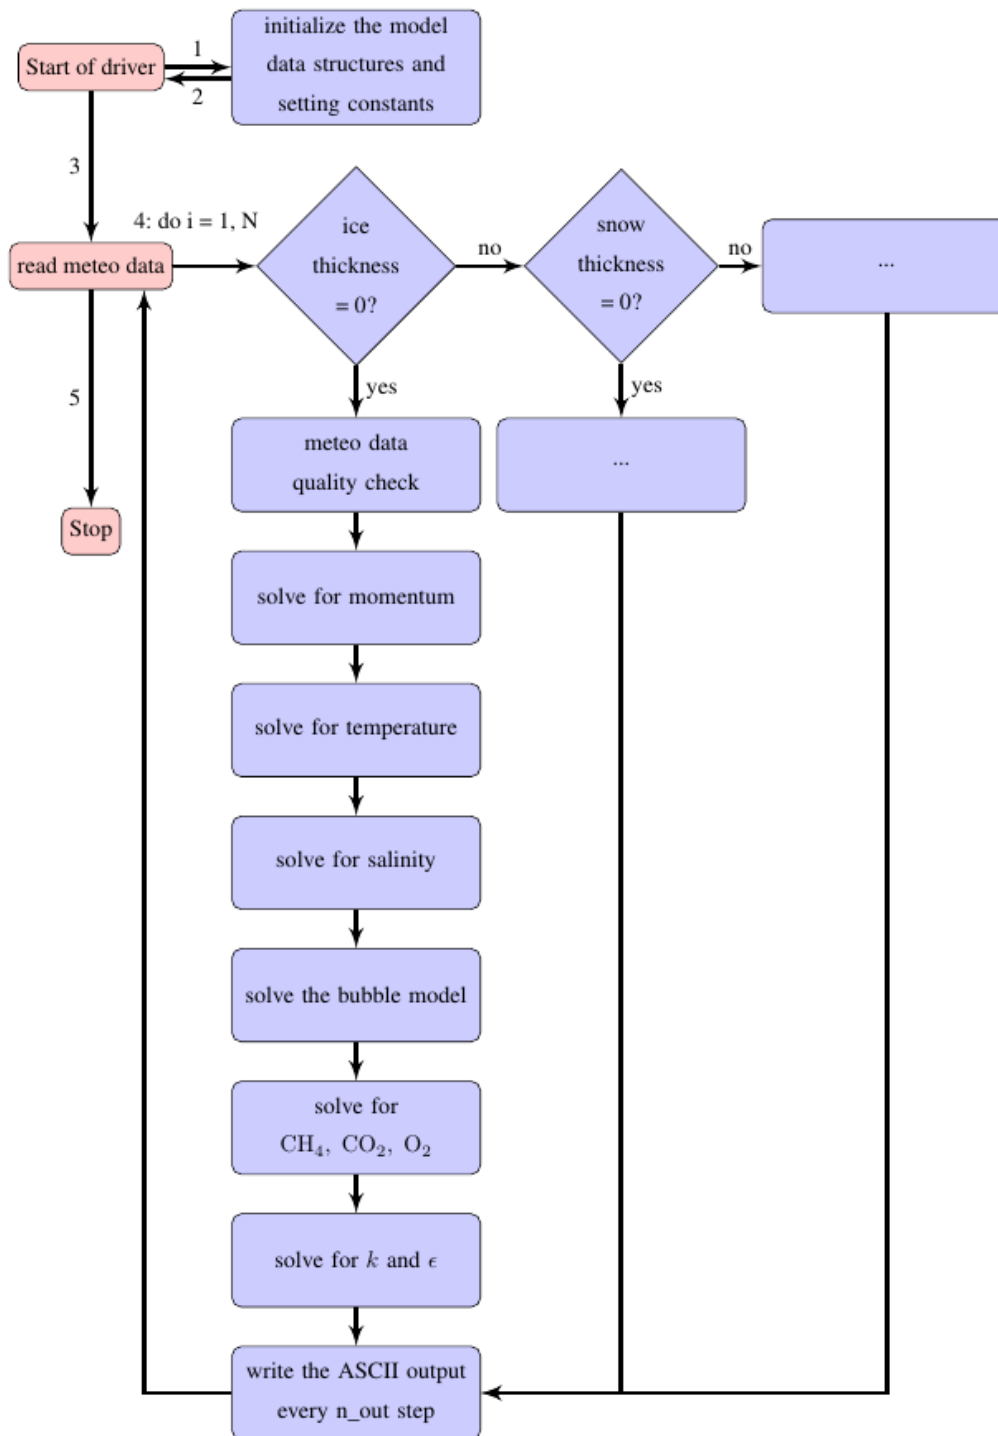 initialize the model
data structures and
setting constants
Start of driver
1
2
3
4: do i = 1, N
read meteo data
ice
thickness
= 0?
no
snow
thickness
= 0?
no
...
5
yes
yes
meteo data
quality check
...
Stop
solve for momentum
solve for temperature
solve for salinity
solve the bubble model
solve for
CH₄, CO₂, O₂
solve for k and ϵ
write the ASCII output
every n_out step